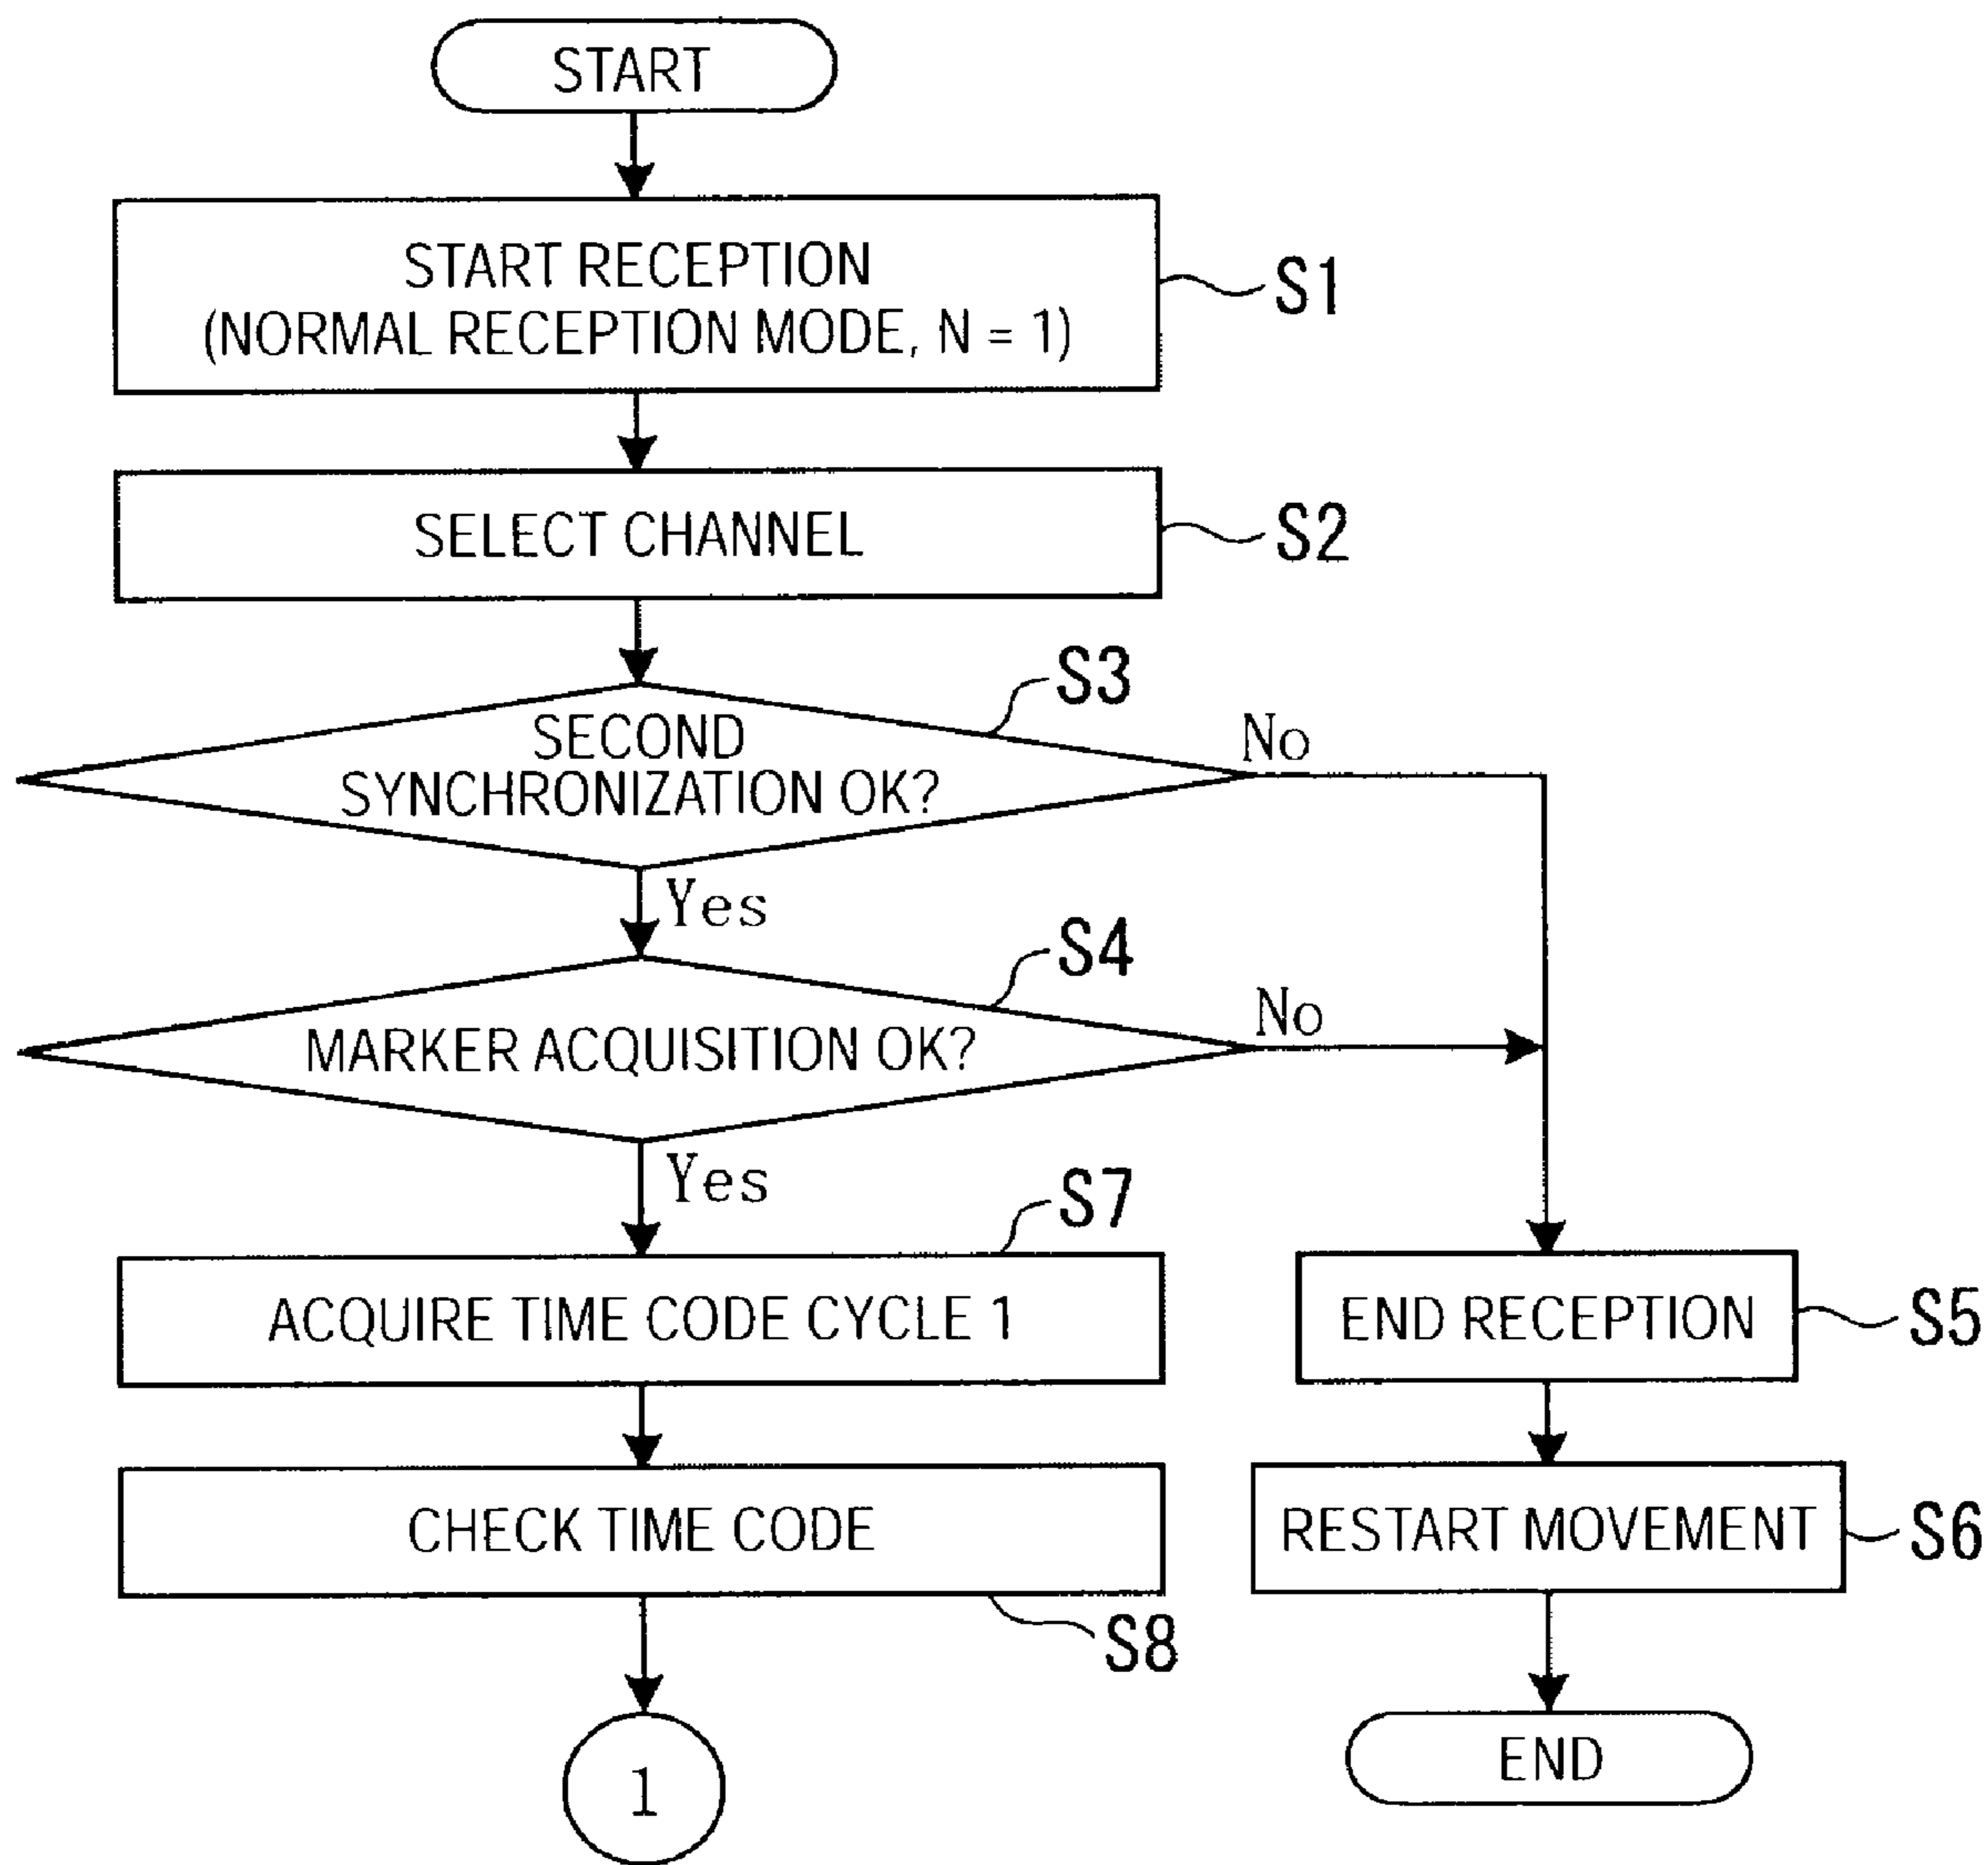 START
START RECEPTION
(NORMAL RECEPTION MODE, N = 1)
S1
SELECT CHANNEL
S2
S3
SECOND
SYNCHRONIZATION OK?
No
Yes
S4
MARKER ACQUISITION OK?
No
Yes
S7
ACQUIRE TIME CODE CYCLE 1
END RECEPTION
S5
CHECK TIME CODE
RESTART MOVEMENT
S6
S8
1
END